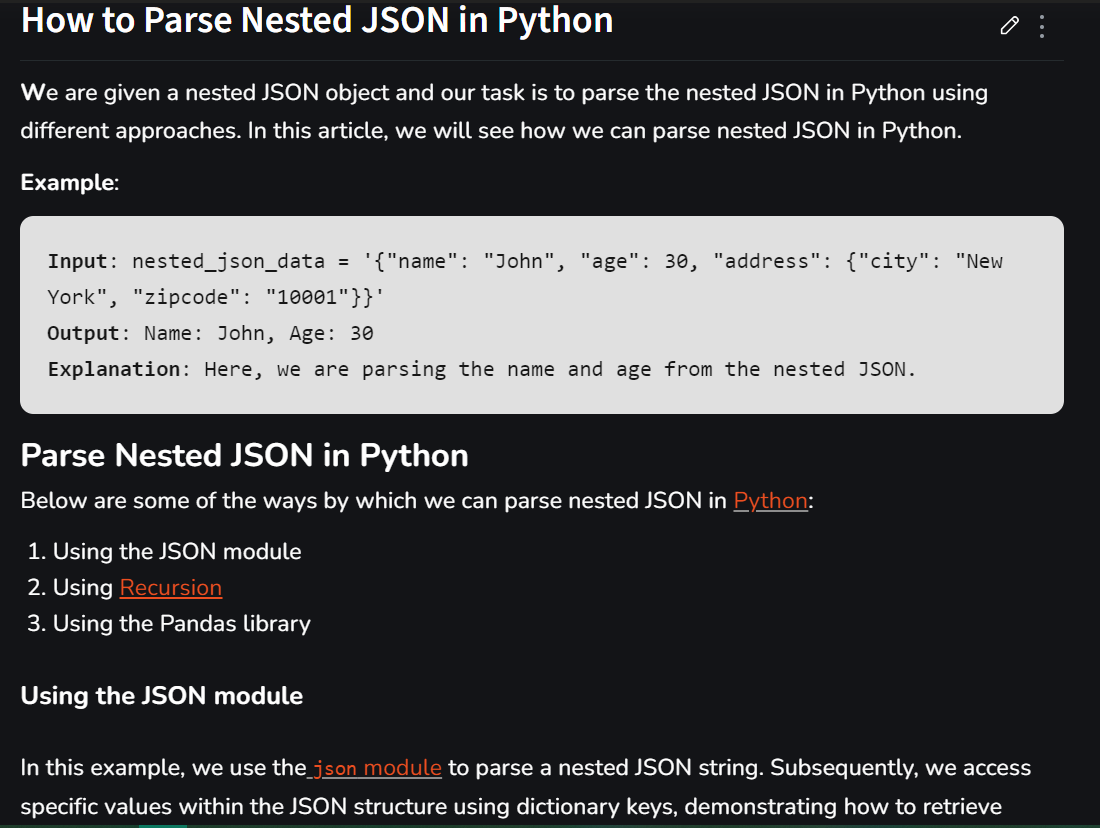 How to Parse Nested JSON in Python
We are given a nested JSON object and our task is to parse the nested JSON in Python using
different approaches. In this article, we will see how we can parse nested JSON in Python.
Example:
Input: nested_json_data = '{"name": "John", "age": 30, "address": {"city": "New
York", "zipcode": "10001"}}'
Output: Name: John, Age: 30
Explanation: Here, we are parsing the name and age from the nested JSON.
Parse Nested JSON in Python
Below are some of the ways by which we can parse nested JSON in Python:
1. Using the JSON module
2. Using Recursion
3. Using the Pandas library
Using the JSON module
In this example, we use the json module to parse a nested JSON string. Subsequently, we access
specific values within the JSON structure using dictionary keys, demonstrating how to retrieve